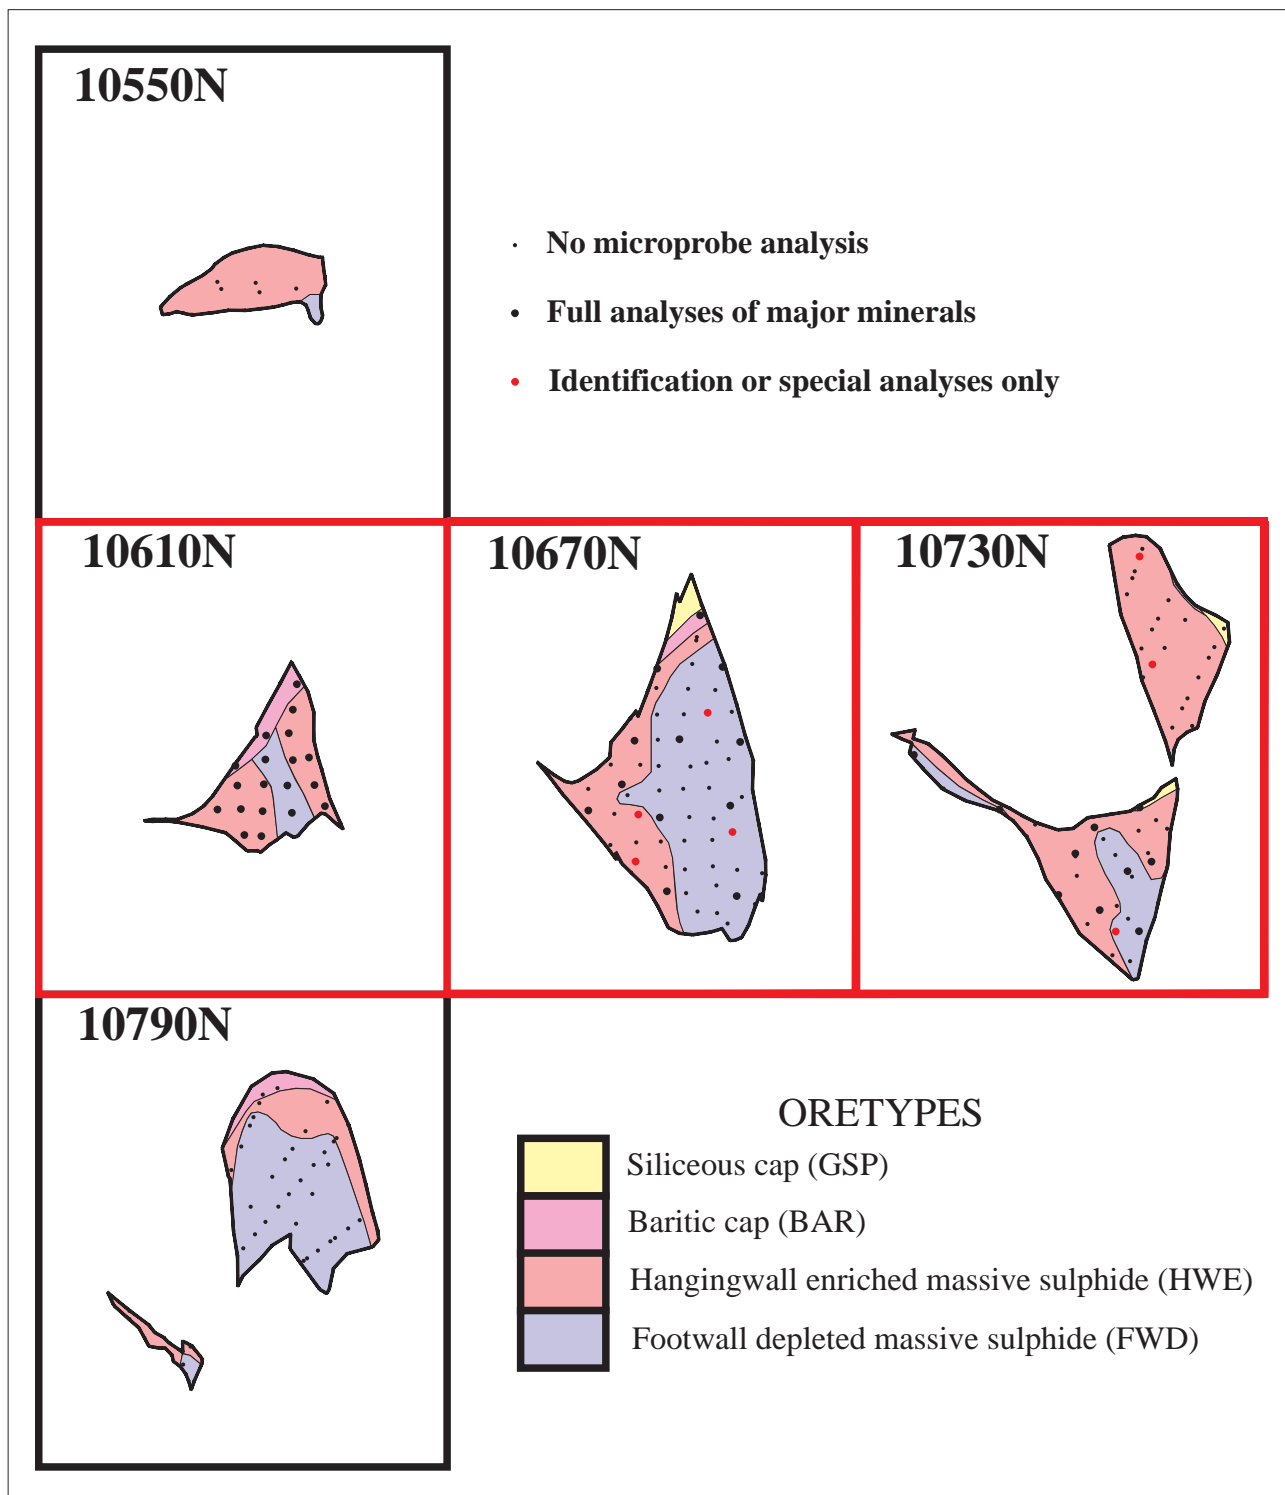 10550N
No microprobe analysis
Full analyses of major minerals
Identification or special analyses only
10610N
10670N
10730N
10790N
ORETYPES
Siliceous cap (GSP)
Baritic cap (BAR)
Hangingwall enriched massive sulphide (HWE)
Footwall depleted massive sulphide (FWD)